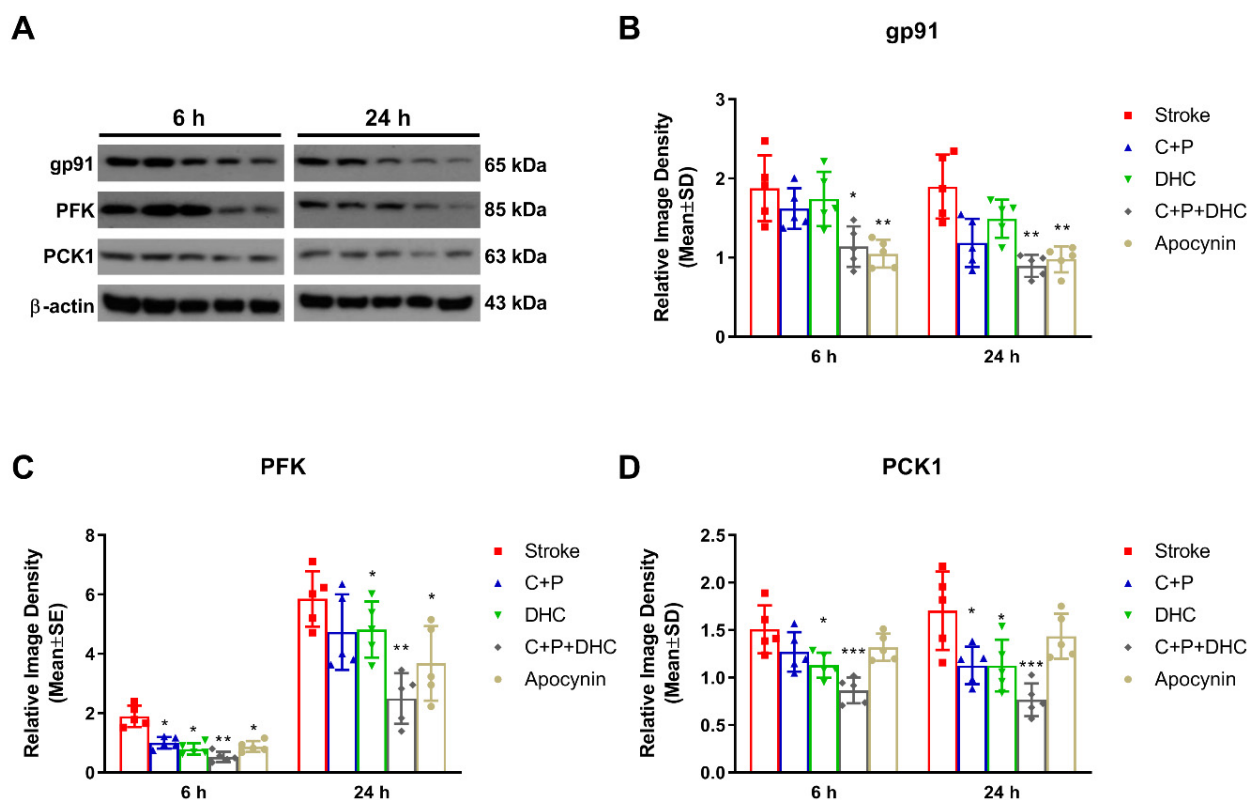 A
6 h
24 h
gp91
65 kDa
PFK
85 kDa
PCK1
63 kDa
β-actin
43 kDa
B
gp91
Relative Image Density
(Mean±SD)
3
2
1
0
*
**
**
**
6 h
24 h
Stroke
C+P
DHC
C+P+DHC
Apocynin
C
PFK
Relative Image Density
(Mean±SE)
8
6
4
2
0
*
*
**
*
*
**
*
6 h
24 h
Stroke
C+P
DHC
C+P+DHC
Apocynin
D
PCK1
Relative Image Density
(Mean±SD)
2.5
2.0
1.5
1.0
0.5
0.0
*
***
*
*
***
6 h
24 h
Stroke
C+P
DHC
C+P+DHC
Apocynin